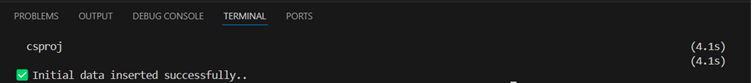 PROBLEMS OUTPUT DEBUG CONSOLE TERMINAL PORTS
csproj (4.1s)
(4.1s)
✅ Initial data inserted successfully..